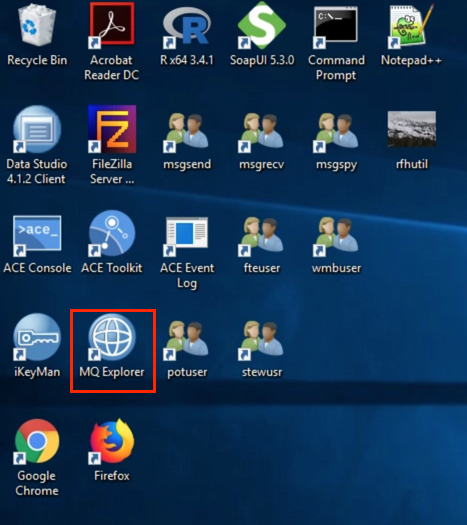 Recycle Bin
Acrobat
Reader DC
R x64 3.4.1
SoapUI 5.3.0
Command
Prompt
Notepad++
Data Studio
4.1.2 Client
FileZilla
Server ...
msgsend
msgrecv
msgspy
rfhutil
>ace_
ACE Console
ACE Toolkit
ACE Event
Log
fteuser
wmbuser
iKeyMan
MQ Explorer
potuser
stewusr
Google
Chrome
Firefox